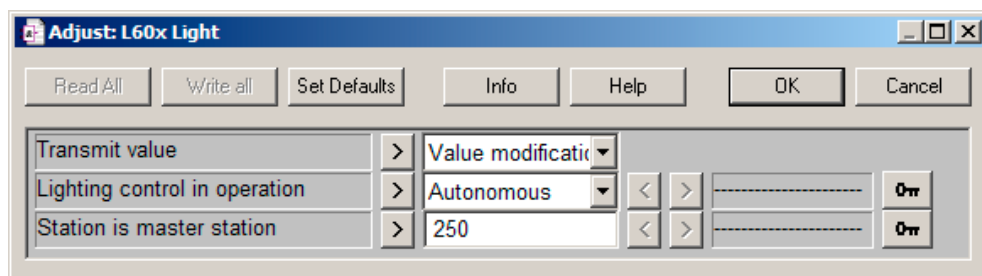 Adjust: L60x Light
Read All Write all Set Defaults Info Help OK Cancel
Transmit value > Value modificatio
Lighting control in operation > Autonomous < > ---------------------
Station is master station > 250 < > ---------------------